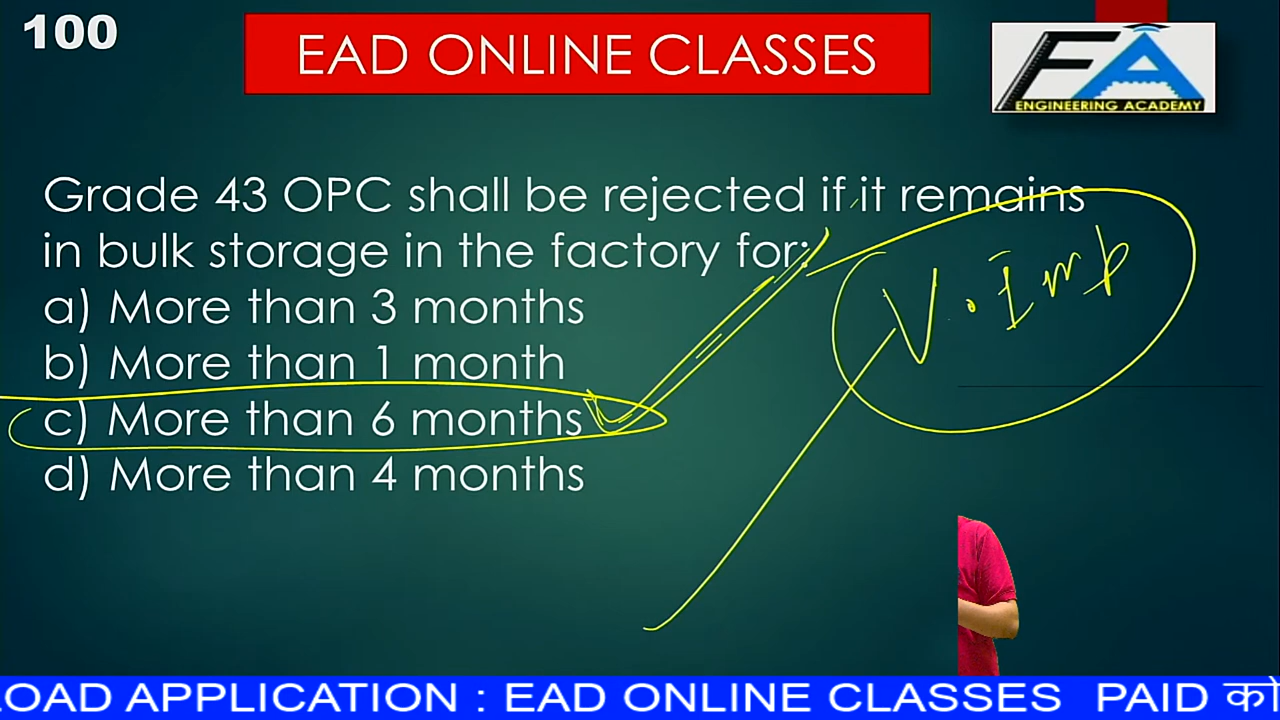 100
EAD ONLINE CLASSES
ENGINEERING ACADEMY
Grade 43 OPC shall be rejected if it remains
in bulk storage in the factory for:
V. Imp
a) More than 3 months
b) More than 1 month
c) More than 6 months
d) More than 4 months
LOAD APPLICATION : EAD ONLINE CLASSES PAID को